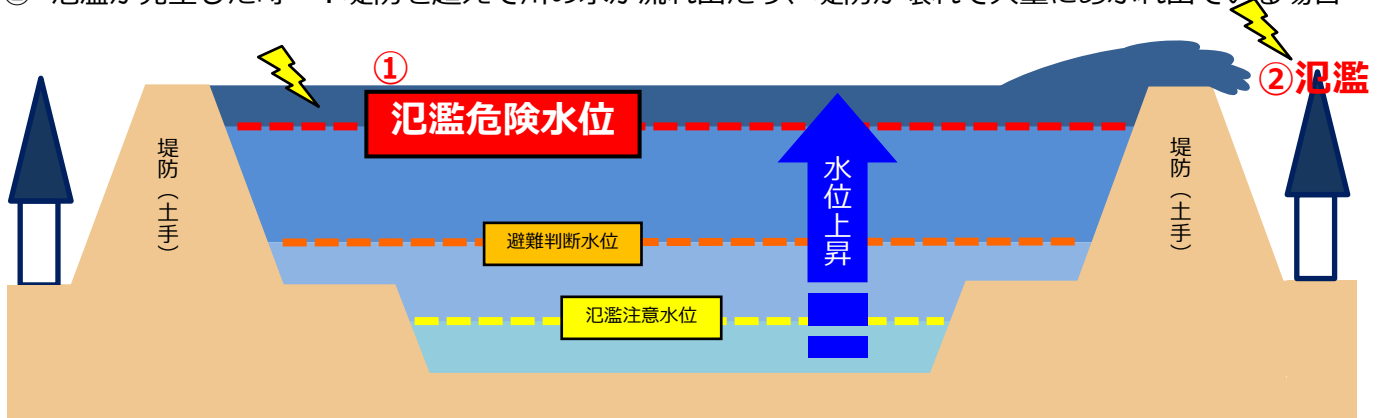 ①
②氾濫
氾濫危険水位
堤防（土手）
水位上昇
堤防（土手）
避難判断水位
氾濫注意水位